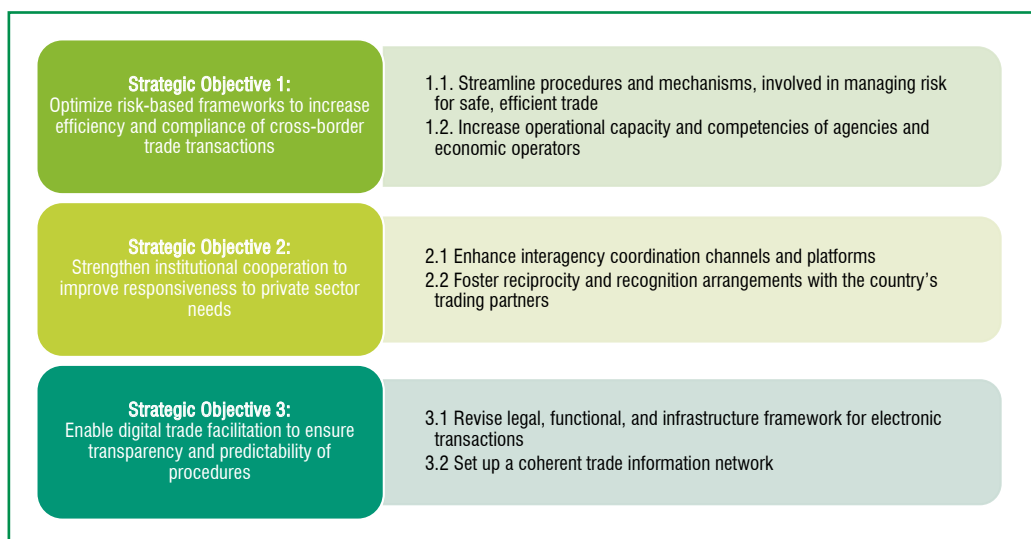 Strategic Objective 1:
Optimize risk-based frameworks to increase
efficiency and compliance of cross-border
trade transactions
1.1. Streamline procedures and mechanisms, involved in managing risk
for safe, efficient trade
1.2. Increase operational capacity and competencies of agencies and
economic operators
Strategic Objective 2:
Strengthen institutional cooperation to
improve responsiveness to private sector
needs
2.1 Enhance interagency coordination channels and platforms
2.2 Foster reciprocity and recognition arrangements with the country's
trading partners
Strategic Objective 3:
Enable digital trade facilitation to ensure
transparency and predictability of
procedures
3.1 Revise legal, functional, and infrastructure framework for electronic
transactions
3.2 Set up a coherent trade information network